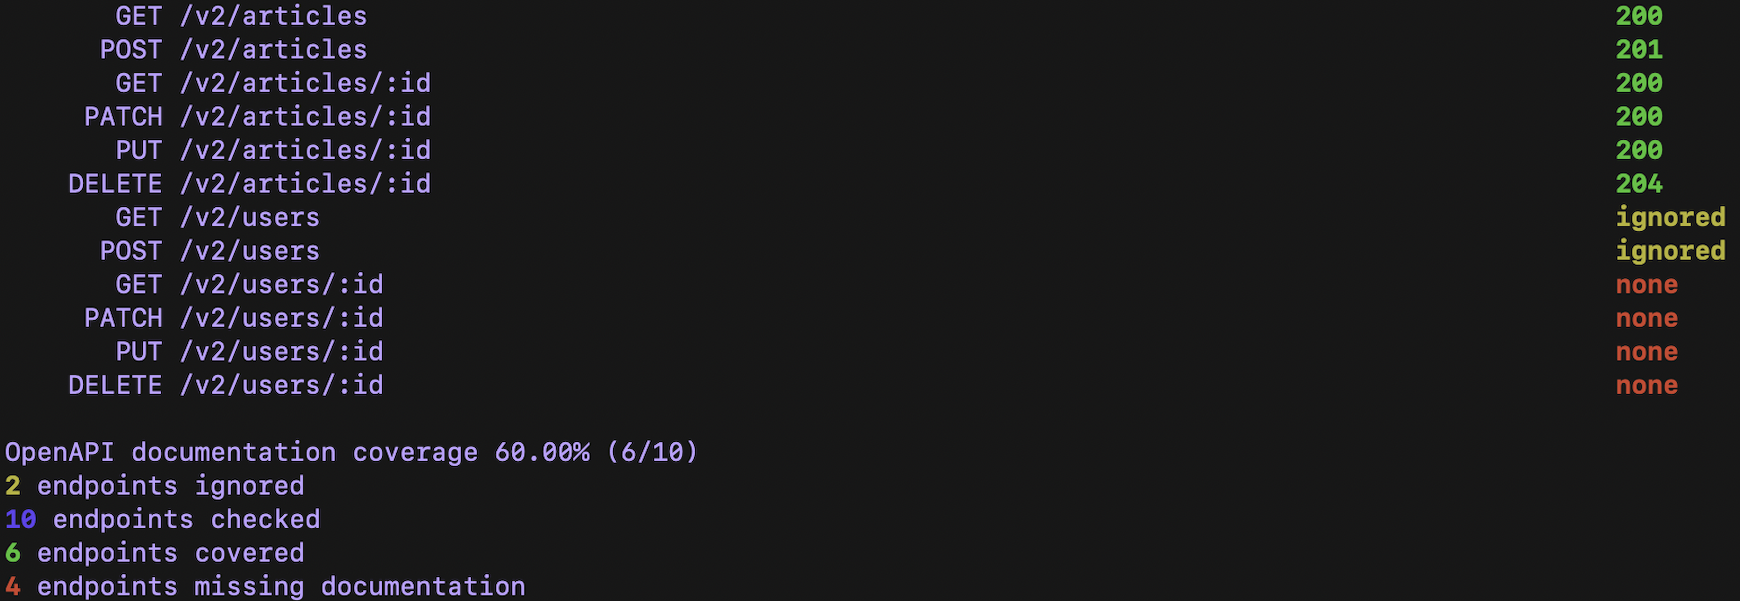 GET /v2/articles 200
POST /v2/articles 201
GET /v2/articles/:id 200
PATCH /v2/articles/:id 200
PUT /v2/articles/:id 200
DELETE /v2/articles/:id 204
GET /v2/users ignored
POST /v2/users ignored
GET /v2/users/:id none
PATCH /v2/users/:id none
PUT /v2/users/:id none
DELETE /v2/users/:id none
OpenAPI documentation coverage 60.00% (6/10)
2 endpoints ignored
10 endpoints checked
6 endpoints covered
4 endpoints missing documentation